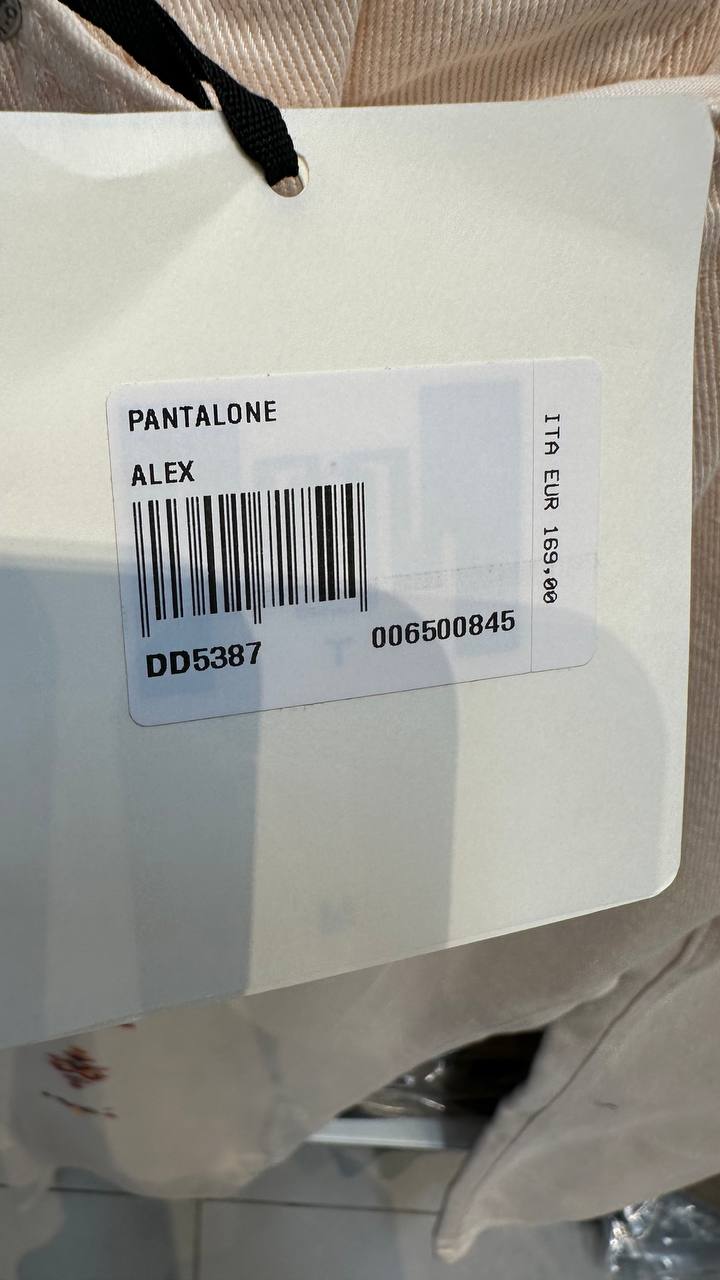 PANTALONE
ALEX
DD5387
006500845
ITA EUR 169,00